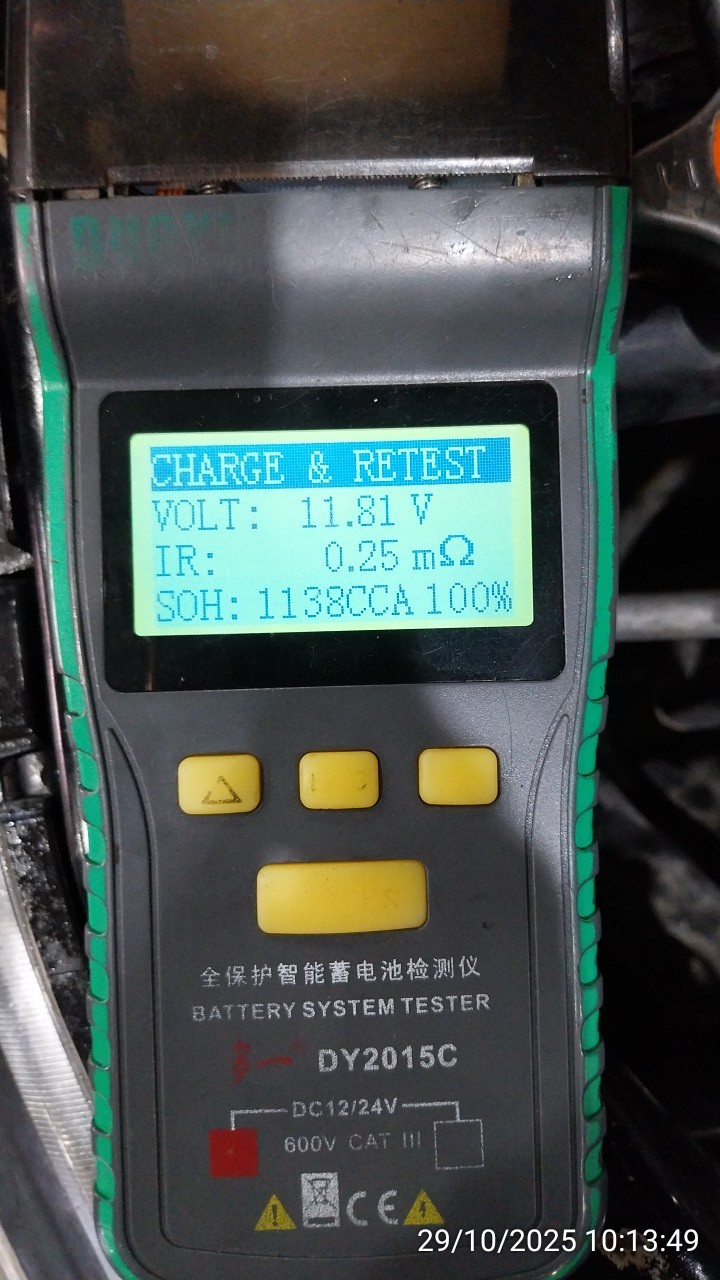 CHARGE & RETEST
VOLT: 11.81 V
IR: 0.25 mΩ
SOH: 1138CCA 100%
全保护智能蓄电池检测仪
BATTERY SYSTEM TESTER
多一 DY2015C
DC12/24V
600V CAT III
CE
29/10/2025 10:13:49